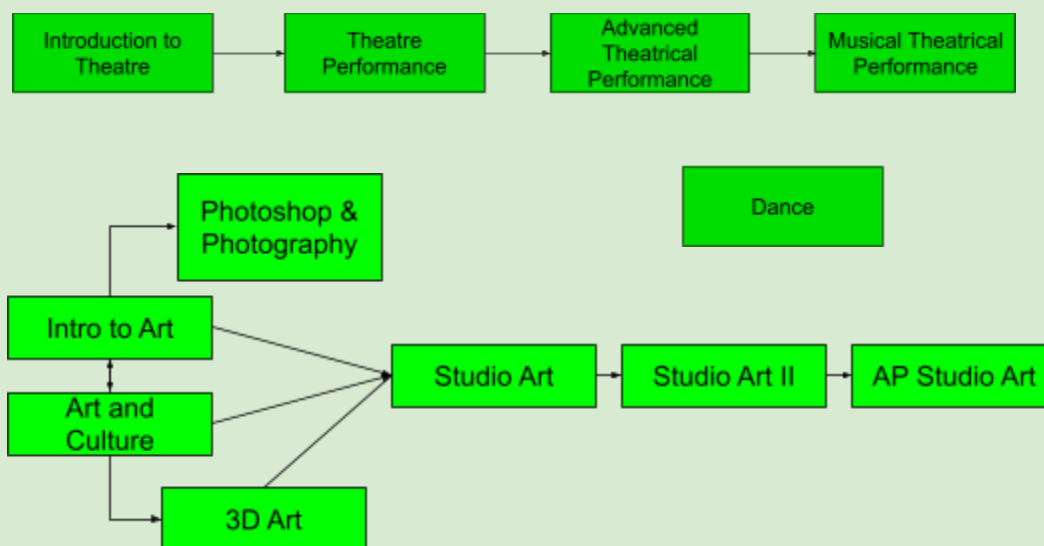 Introduction to
Theatre
Theatre
Performance
Advanced
Theatrical
Performance
Musical Theatrical
Performance
Photoshop &
Photography
Dance
Intro to Art
Art and
Culture
3D Art
Studio Art
Studio Art II
AP Studio Art